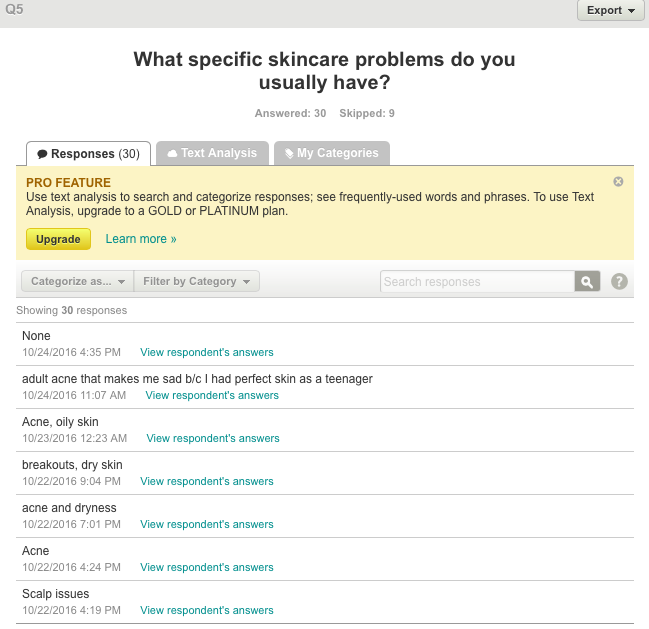 Q5
Export
What specific skincare problems do you
usually have?
Answered: 30 Skipped: 9
Responses (30) Text Analysis My Categories
PRO FEATURE
Use text analysis to search and categorize responses; see frequently-used words and phrases. To use Text
Analysis, upgrade to a GOLD or PLATINUM plan.
Upgrade Learn more »
Categorize as... Filter by Category Search responses ?
Showing 30 responses
None
10/24/2016 4:35 PM View respondent's answers
adult acne that makes me sad b/c I had perfect skin as a teenager
10/24/2016 11:07 AM View respondent's answers
Acne, oily skin
10/23/2016 12:23 AM View respondent's answers
breakouts, dry skin
10/22/2016 9:04 PM View respondent's answers
acne and dryness
10/22/2016 7:01 PM View respondent's answers
Acne
10/22/2016 4:24 PM View respondent's answers
Scalp issues
10/22/2016 4:19 PM View respondent's answers